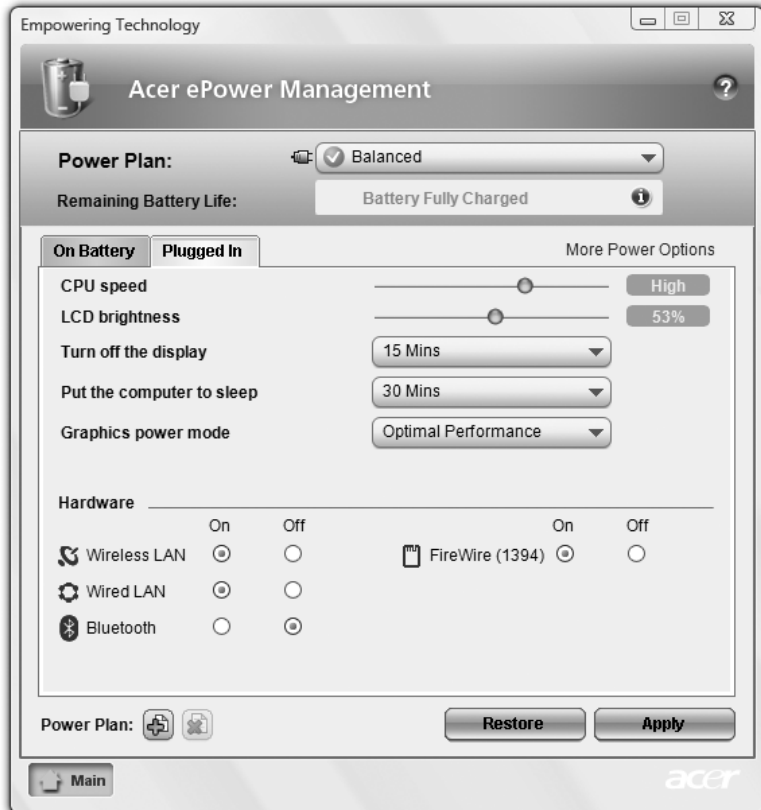 Empowering Technology
Acer ePower Management
?
Power Plan: Balanced
Remaining Battery Life: Battery Fully Charged i
On Battery Plugged In More Power Options
CPU speed High
LCD brightness 53%
Turn off the display 15 Mins
Put the computer to sleep 30 Mins
Graphics power mode Optimal Performance
Hardware
On Off On Off
Wireless LAN FireWire (1394)
Wired LAN
Bluetooth
Power Plan: Restore Apply
Main acer